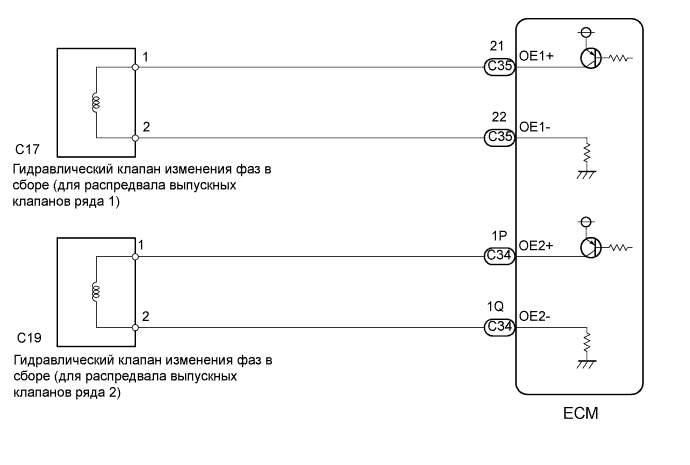 1
21
C35
OE1+
2
22
C35
OE1-
C17
Гидравлический клапан изменения фаз в
сборе (для распредвала выпускных
клапанов ряда 1)
1
1P
C34
OE2+
2
1Q
C34
OE2-
C19
Гидравлический клапан изменения фаз в
сборе (для распредвала выпускных
клапанов ряда 2)
ECM